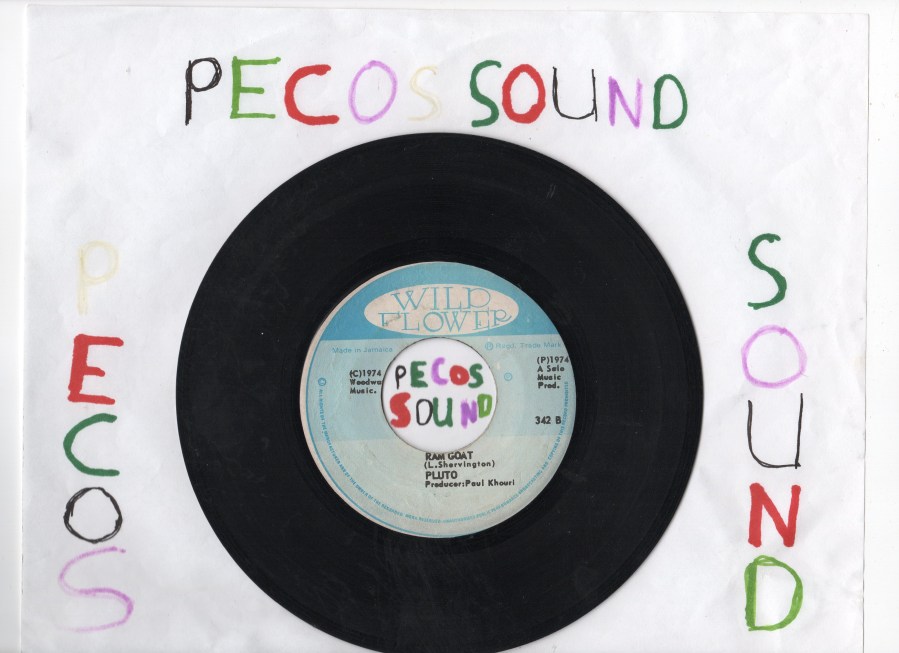 PECOS SOUND
PECOS
SOUND
WILD
FLOWER
Made in Jamaica
Regd. Trade Mark
(C)1974
Woodwa
Music.
(P)1974
A Solo
Music
Prod.
342 B
PECOS
SOUND
RAM GOAT
(L.Shervington)
PLUTO
Producer:Paul Khouri